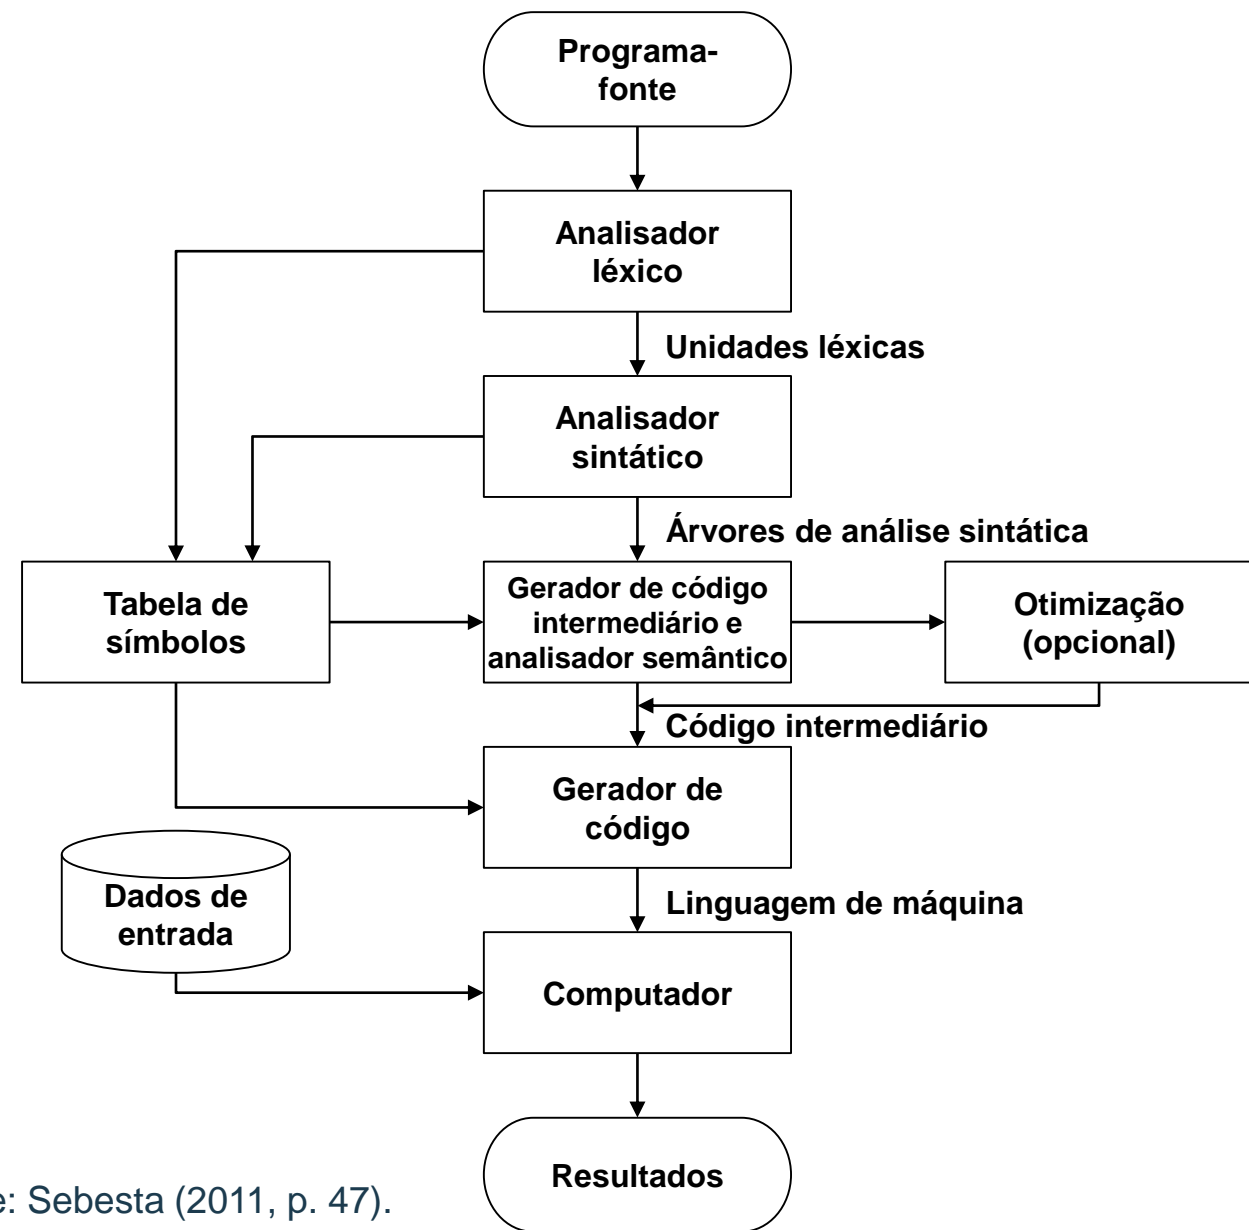 Programa-
fonte
Analisador
léxico
Unidades léxicas
Analisador
sintático
Árvores de análise sintática
Tabela de
símbolos
Gerador de código
intermediário e
analisador semântico
Otimização
(opcional)
Código intermediário
Gerador de
código
Dados de
entrada
Linguagem de máquina
Computador
Resultados
: Sebesta (2011, p. 47).